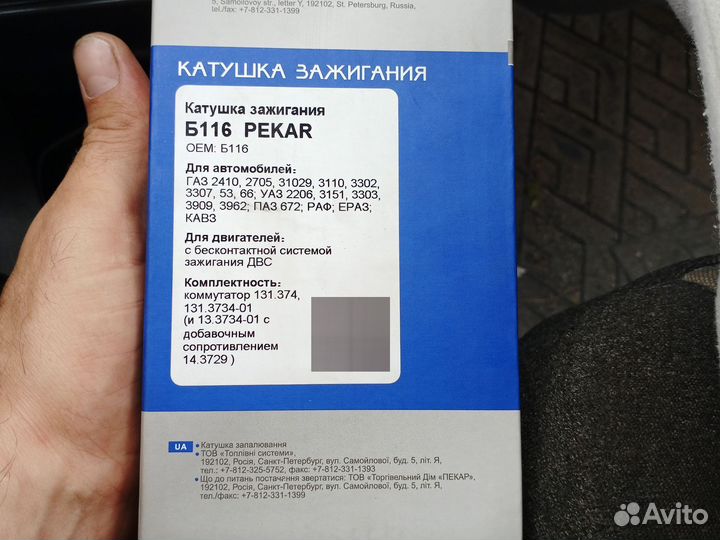 5, Samoilovoy str., letter Y, 192102, St. Petersburg, Russia,
tel./fax: +7-812-331-1399
КАТУШКА ЗАЖИГАНИЯ
Катушка зажигания
Б116 PEKAR
OEM: Б116
Для автомобилей:
ГАЗ 2410, 2705, 31029, 3110, 3302,
3307, 53, 66; УАЗ 2206, 3151, 3303,
3909, 3962; ПАЗ 672; РАФ; ЕРАЗ;
КАВЗ
Для двигателей:
с бесконтактной системой
зажигания ДВС
Комплектность:
коммутатор 131.374,
131.3734-01
(и 13.3734-01 с
добавочным
сопротивлением
14.3729 )
UA
• Катушка запалювання
• ТОВ «Топлівні системи»,
192102, Росія, Санкт-Петербург, вул. Самойлової, буд. 5, літ. Я,
тел.: +7-812-325-5752, факс: +7-812-331-1393
• Що до питань постачання звертатися: ТОВ «Торгівельний Дім «ПЕКАР»,
192102, Росія, Санкт-Петербург, вул. Самойлової, буд. 5, літ. Я,
тел./факс: +7-812-331-1399
Avito